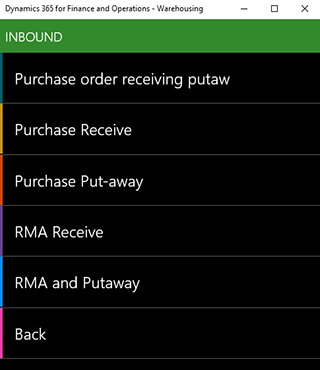 Dynamics 365 for Finance and Operations - Warehousing
INBOUND
Purchase order receiving putaw
Purchase Receive
Purchase Put-away
RMA Receive
RMA and Putaway
Back